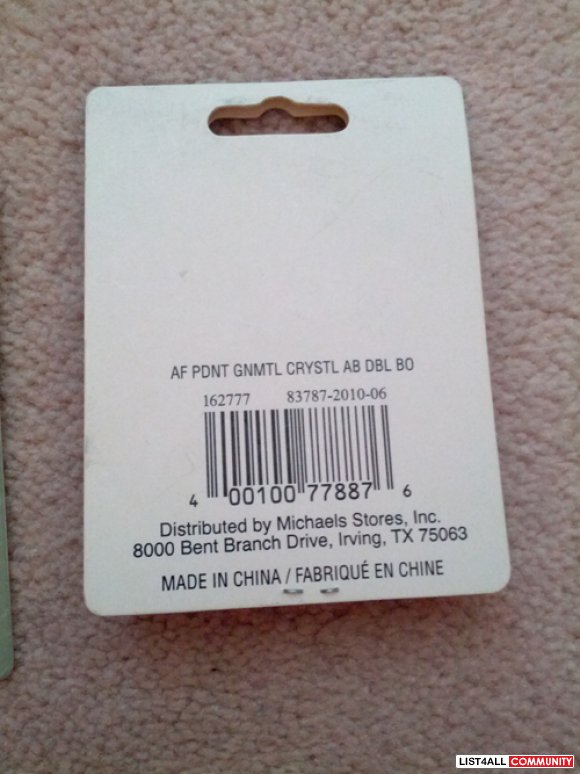 AF PDNT GNMTL CRYSTL AB DBL BO
162777 83787-2010-06
4 00100 77887 6
Distributed by Michaels Stores, Inc.
8000 Bent Branch Drive, Irving, TX 75063
MADE IN CHINA / FABRIQUÉ EN CHINE
LIST4ALL COMMUNITY